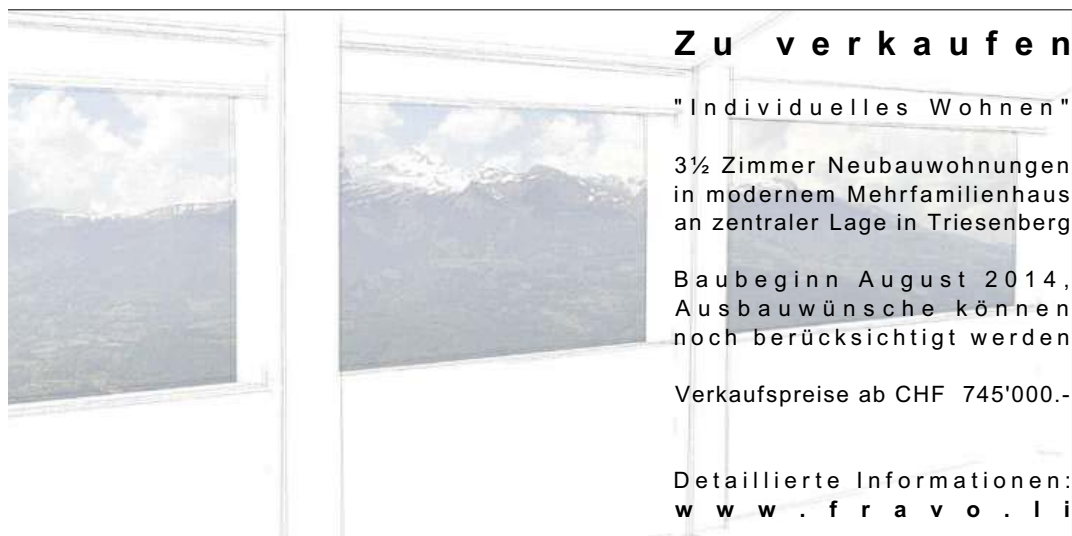 Zu verkaufen
"Individuelles Wohnen"
3½ Zimmer Neubauwohnungen
in modernem Mehrfamilienhaus
an zentraler Lage in Triesenberg
Baubeginn August 2014,
Ausbauwünsche können
noch berücksichtigt werden
Verkaufspreise ab CHF 745'000.-
Detaillierte Informationen:
www.fravo.li